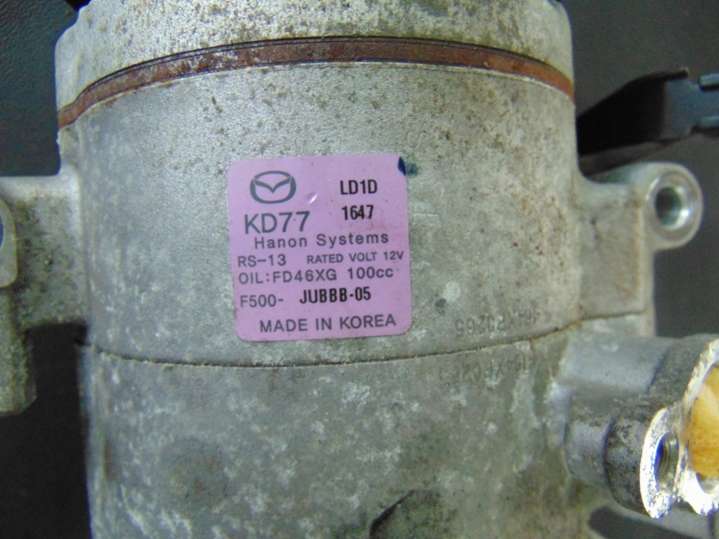 LD1D
KD77 1647
Hanon Systems
RS-13 RATED VOLT 12V
OIL:FD46XG 100cc
F500- JUBBB-05
MADE IN KOREA